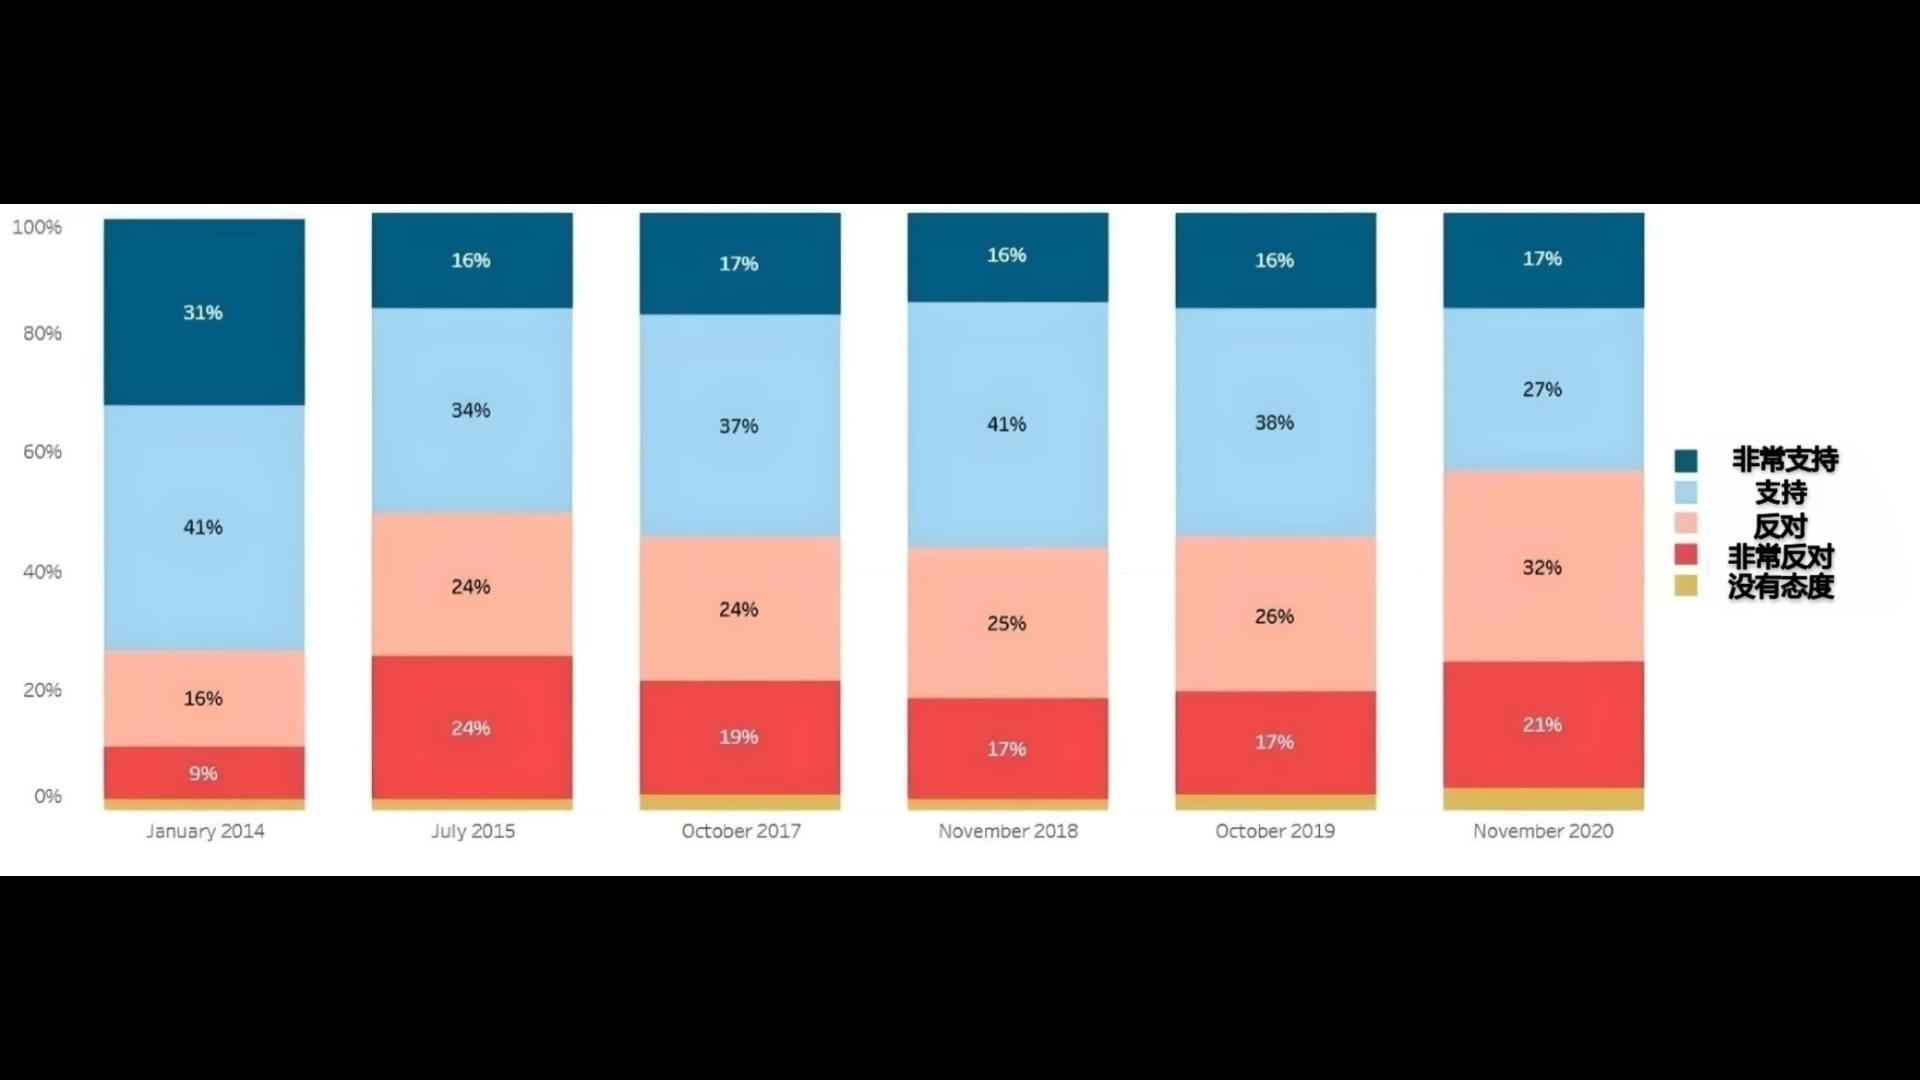 100%
80%
60%
40%
20%
0%
31%
41%
16%
9%
January 2014
16%
34%
24%
24%
July 2015
17%
37%
24%
19%
October 2017
16%
41%
25%
17%
November 2018
16%
38%
26%
17%
October 2019
17%
27%
32%
21%
November 2020
非常支持
支持
反对
非常反对
没有态度